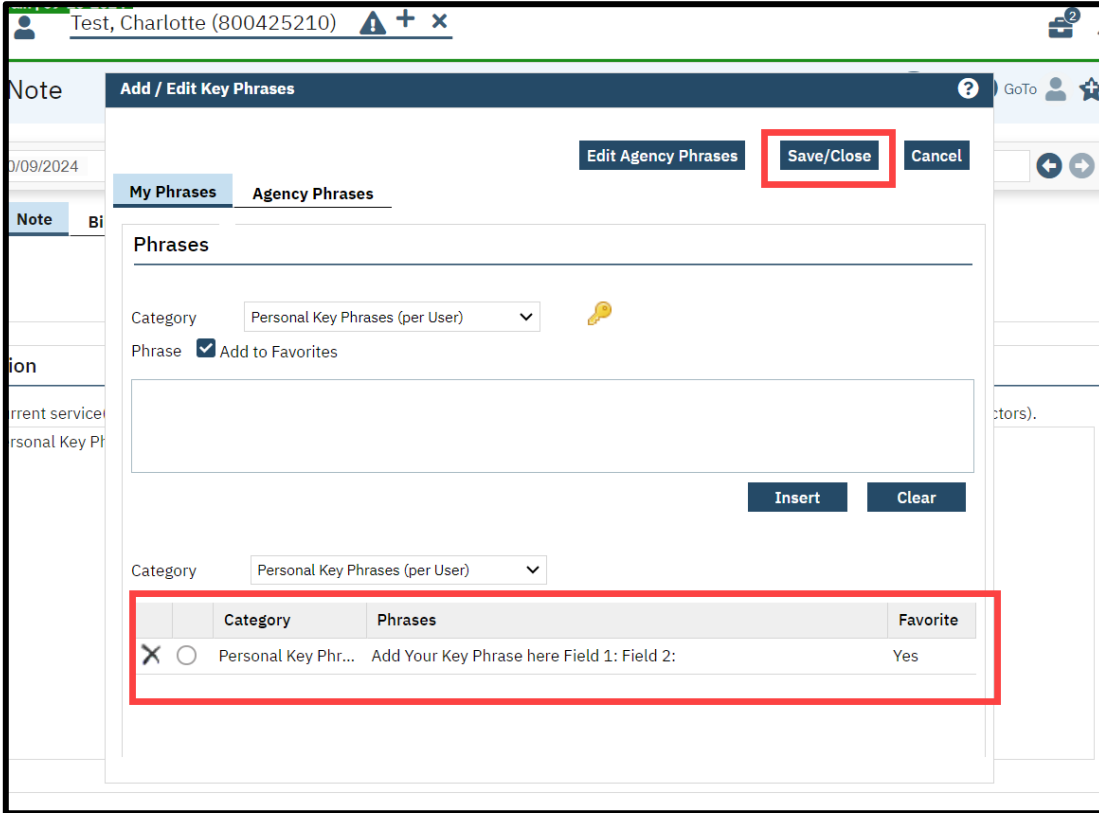 Test, Charlotte (800425210)
2
Note
Add / Edit Key Phrases
?
GoTo
Edit Agency Phrases
Save/Close
Cancel
0/09/2024
My Phrases
Agency Phrases
Note
Bi
Phrases
Category
Personal Key Phrases (per User)
Phrase
Add to Favorites
ion
rrent service
ctors).
rsonal Key Ph
Insert
Clear
Category
Personal Key Phrases (per User)
Category Phrases Favorite
Personal Key Phr... Add Your Key Phrase here Field 1: Field 2: Yes